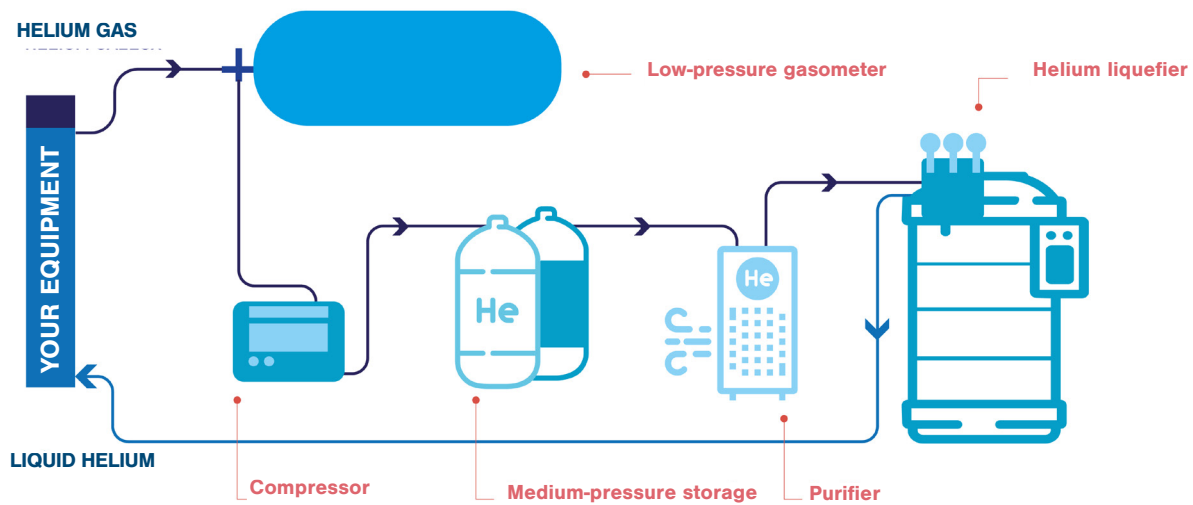 HELIUM GAS
Low-pressure gasometer
Helium liquefier
YOUR EQUIPMENT
He
He
LIQUID HELIUM
Compressor
Medium-pressure storage
Purifier